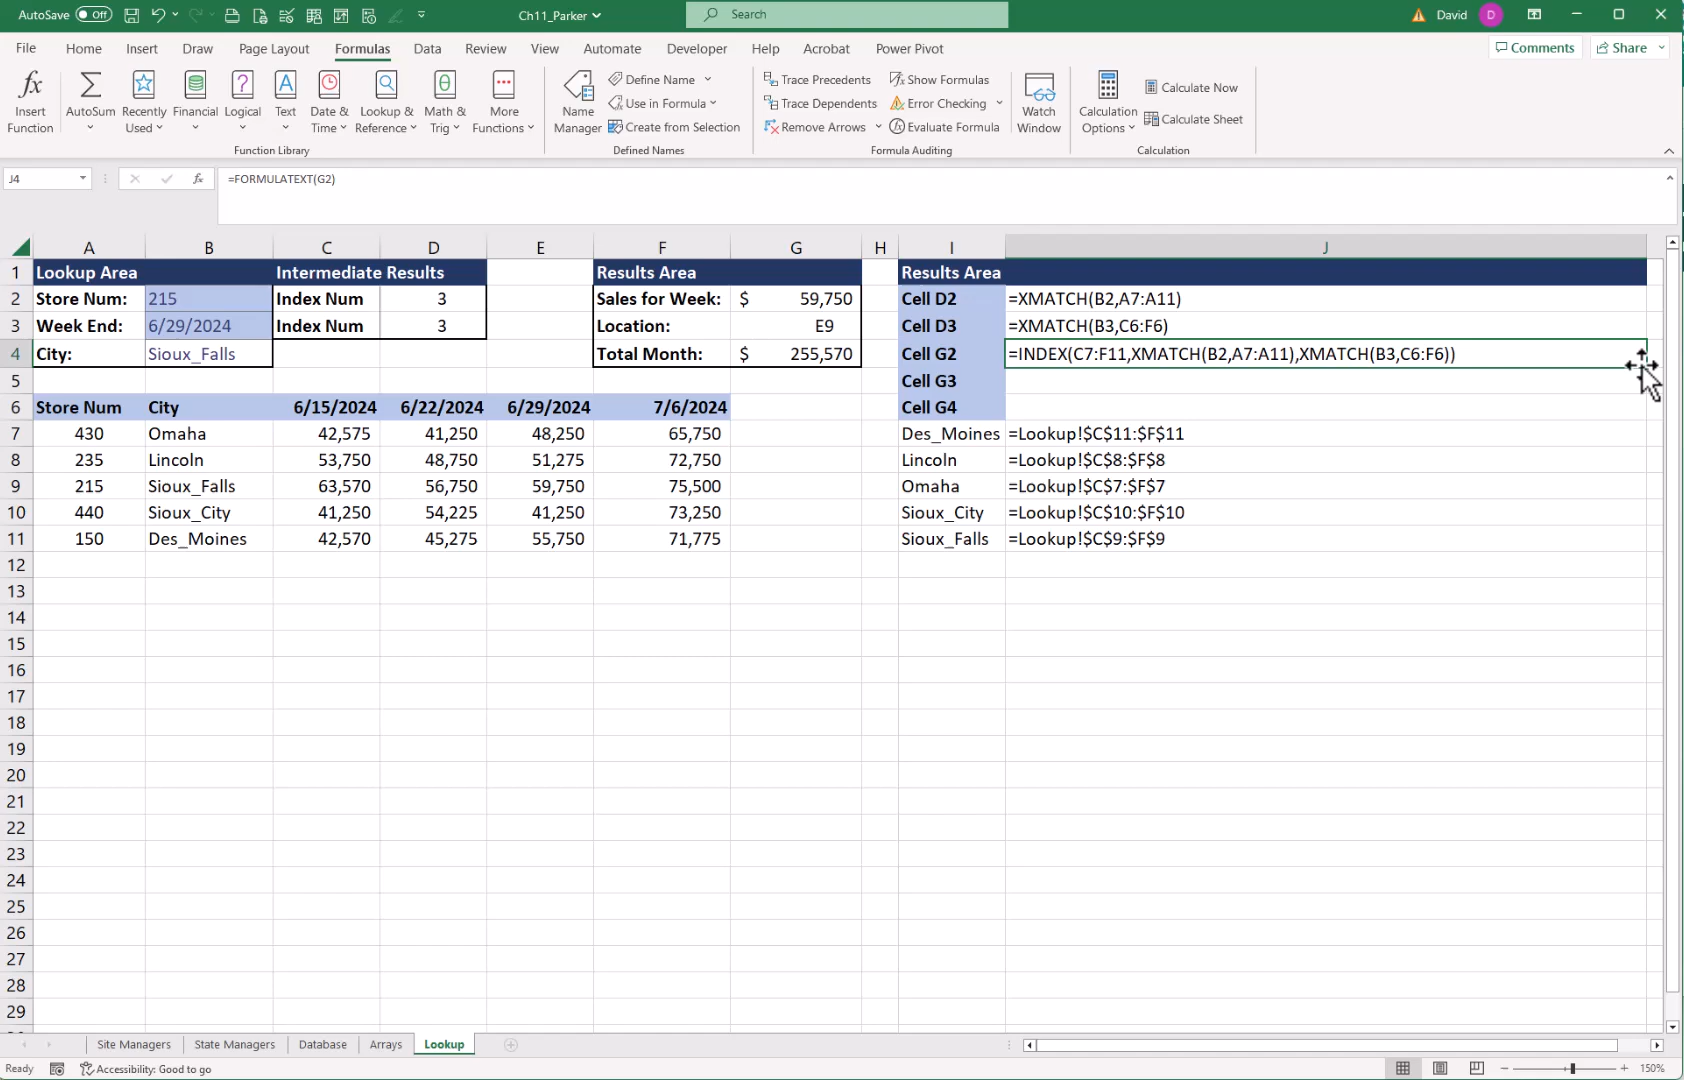 AutoSave Off Ch11_Parker Search David D
File Home Insert Draw Page Layout Formulas Data Review View Automate Developer Help Acrobat Power Pivot Comments Share
Insert Function AutoSum Recently Used Financial Logical Text Date & Time Lookup & Reference Math & Trig More Functions
Function Library
Name Manager Define Name Use in Formula Create from Selection
Defined Names
Trace Precedents Trace Dependents Remove Arrows Show Formulas Error Checking Evaluate Formula
Formula Auditing
Watch Window
Calculation Options Calculate Now Calculate Sheet
Calculation
J4 fx =FORMULATEXT(G2)
A B C D E F G H I J
1 Lookup Area Intermediate Results Results Area Results Area
2 Store Num: 215 Index Num 3 Sales for Week: $ 59,750 Cell D2 =XMATCH(B2,A7:A11)
3 Week End: 6/29/2024 Index Num 3 Location: E9 Cell D3 =XMATCH(B3,C6:F6)
4 City: Sioux_Falls Total Month: $ 255,570 Cell G2 =INDEX(C7:F11,XMATCH(B2,A7:A11),XMATCH(B3,C6:F6))
5 Cell G3
6 Store Num City 6/15/2024 6/22/2024 6/29/2024 7/6/2024 Cell G4
7 430 Omaha 42,575 41,250 48,250 65,750 Des_Moines =Lookup!$C$11:$F$11
8 235 Lincoln 53,750 48,750 51,275 72,750 Lincoln =Lookup!$C$8:$F$8
9 215 Sioux_Falls 63,570 56,750 59,750 75,500 Omaha =Lookup!$C$7:$F$7
10 440 Sioux_City 41,250 54,225 41,250 73,250 Sioux_City =Lookup!$C$10:$F$10
11 150 Des_Moines 42,570 45,275 55,750 71,775 Sioux_Falls =Lookup!$C$9:$F$9
12
13
14
15
16
17
18
19
20
21
22
23
24
25
26
27
28
29
Site Managers State Managers Database Arrays Lookup
Ready Accessibility: Good to go 150%